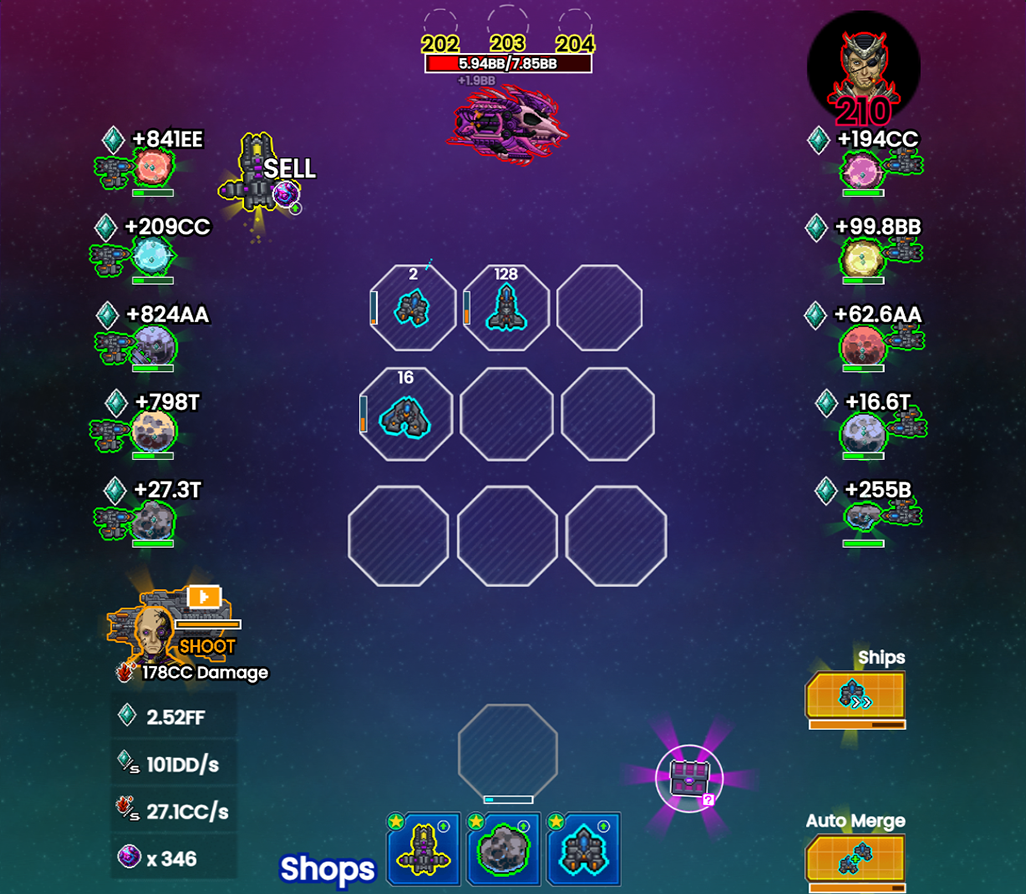 202 203 204
5.94BB/7.85BB
+1.9BB
210
+841EE
SELL
+194CC
+209CC
+99.8BB
2
128
+824AA
+62.6AA
16
+798T
+16.6T
+27.3T
+255B
SHOOT
178CC Damage
Ships
2.52FF
101DD/s
27.1CC/s
Auto Merge
x 346
Shops
?